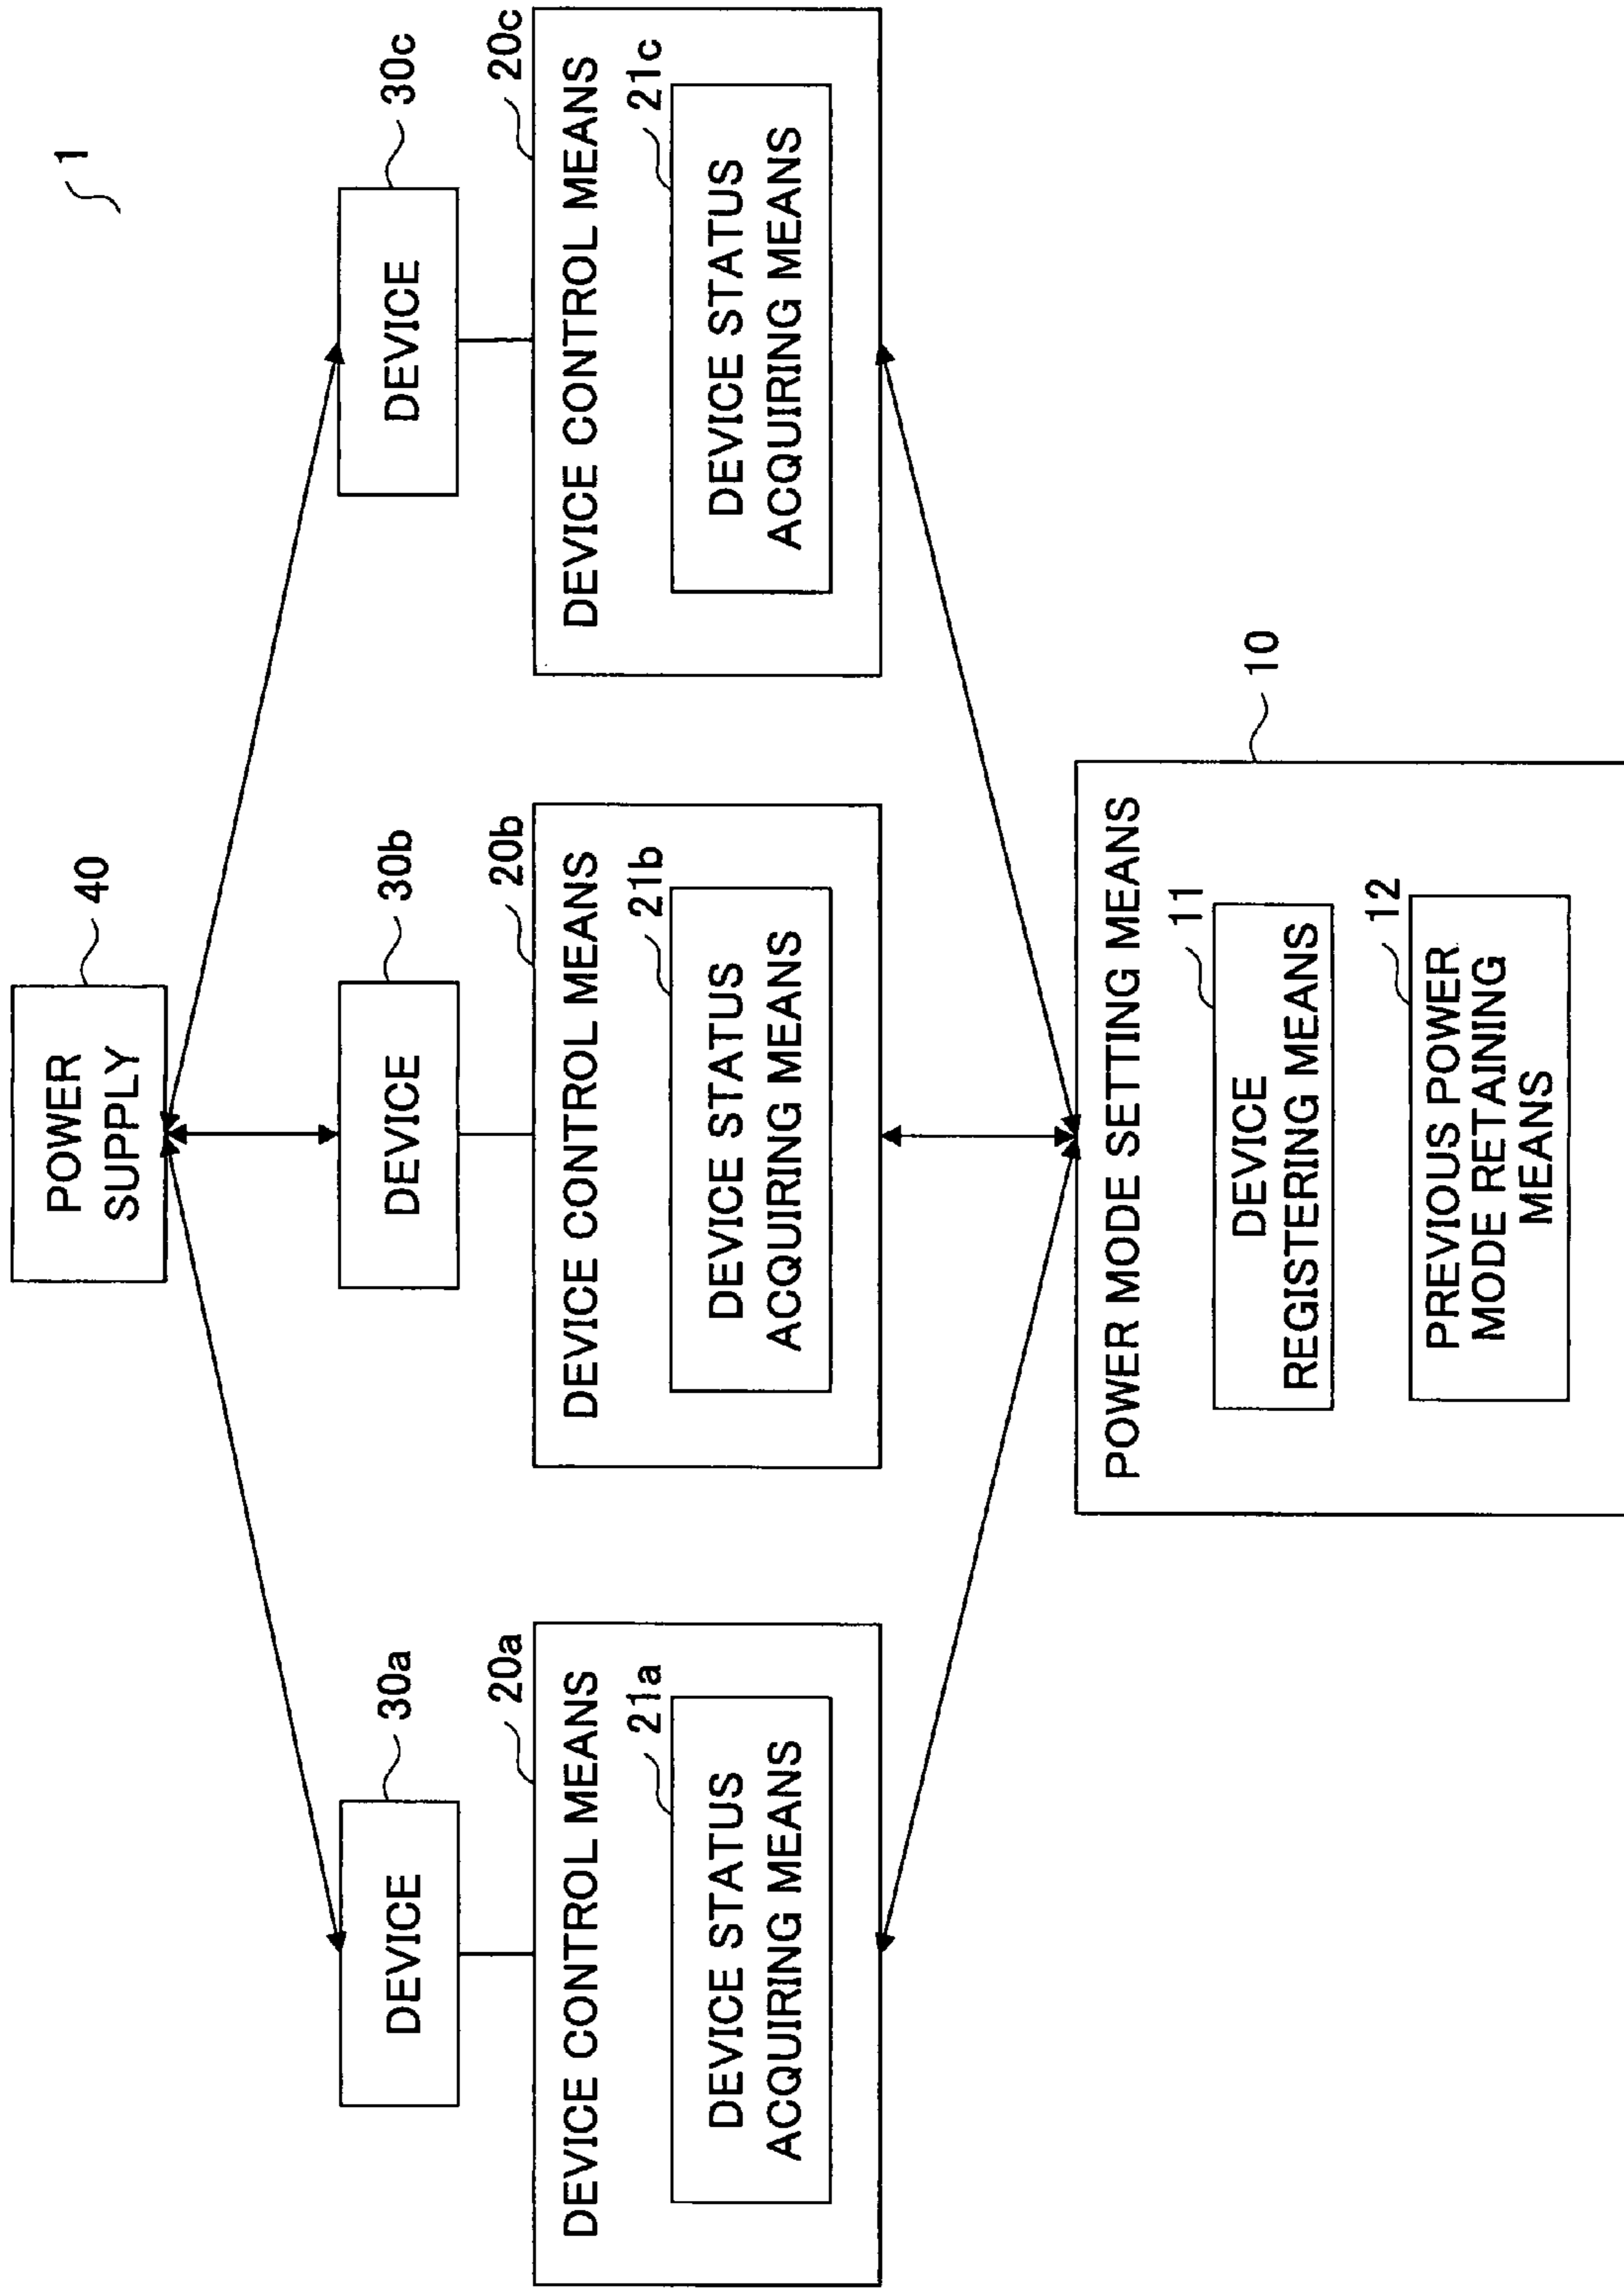 1
POWER
SUPPLY
40
DEVICE
30a
DEVICE
30b
DEVICE
30c
DEVICE CONTROL MEANS
20a
DEVICE STATUS
ACQUIRING MEANS
21a
DEVICE CONTROL MEANS
20b
DEVICE STATUS
ACQUIRING MEANS
21b
DEVICE CONTROL MEANS
20c
DEVICE STATUS
ACQUIRING MEANS
21c
POWER MODE SETTING MEANS
10
DEVICE
REGISTERING MEANS
11
PREVIOUS POWER
MODE RETAINING
MEANS
12